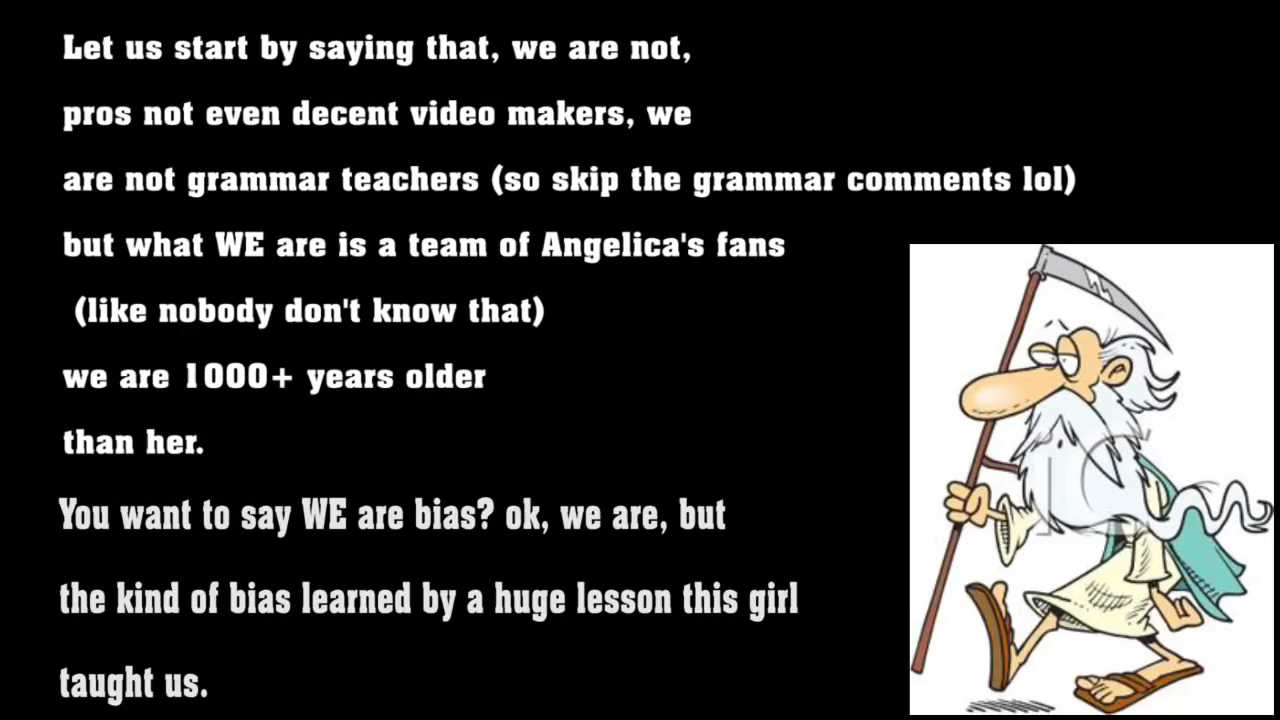 Let us start by saying that, we are not,
pros not even decent video makers, we
are not grammar teachers (so skip the grammar comments lol)
but what WE are is a team of Angelica's fans
(like nobody don't know that)
we are 1000+ years older
than her.
You want to say WE are bias? ok, we are, but
the kind of bias learned by a huge lesson this girl
taught us.